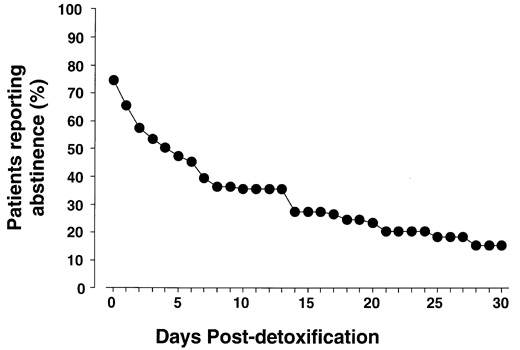 100
90
80
70
60
50
40
30
20
10
0
Patients reporting
abstinence (%)
0 5 10 15 20 25 30
Days Post-detoxification